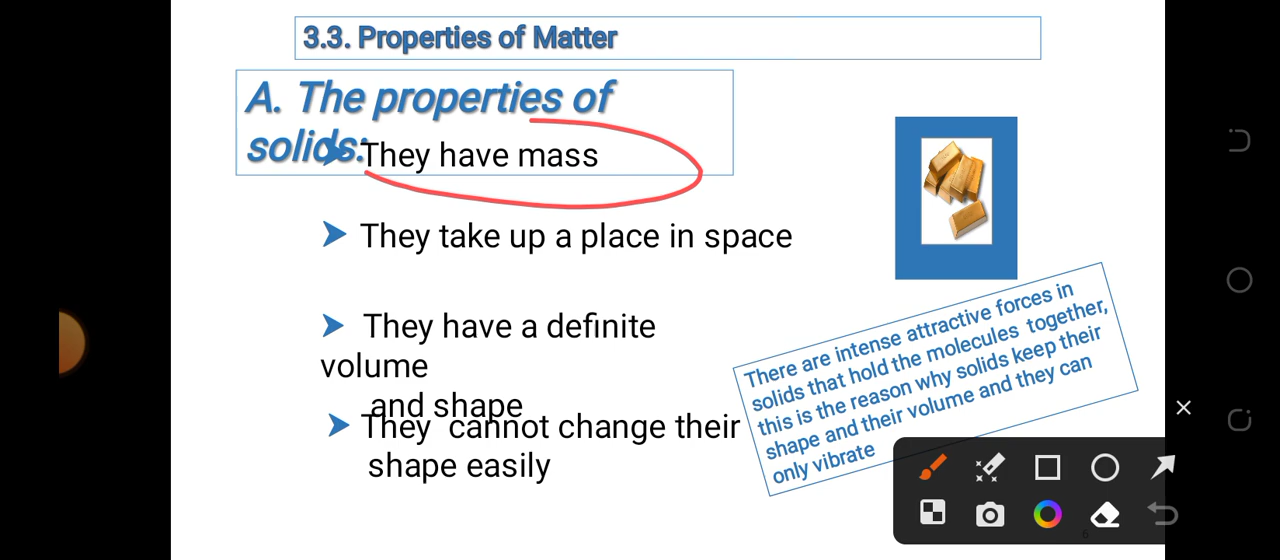 3.3. Properties of Matter
A. The properties of
solids:
They have mass
They take up a place in space
They have a definite
volume
and shape
They cannot change their
shape easily
There are intense attractive forces in
solids that hold the molecules together,
this is the reason why solids keep their
shape and their volume and they can
only vibrate
6